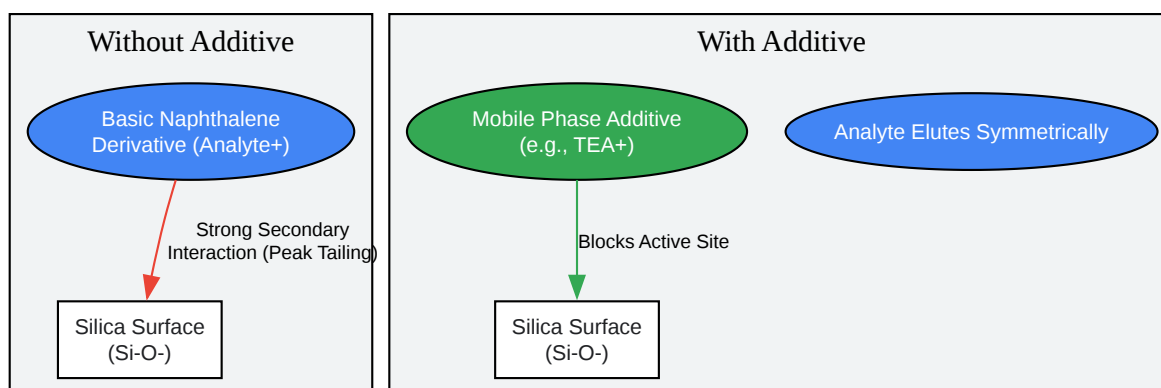 Without Additive
Basic Naphthalene
Derivative (Analyte+)
Strong Secondary
Interaction (Peak Tailing)
Silica Surface
(Si-O-)
With Additive
Mobile Phase Additive
(e.g., TEA+)
Analyte Elutes Symmetrically
Blocks Active Site
Silica Surface
(Si-O-)